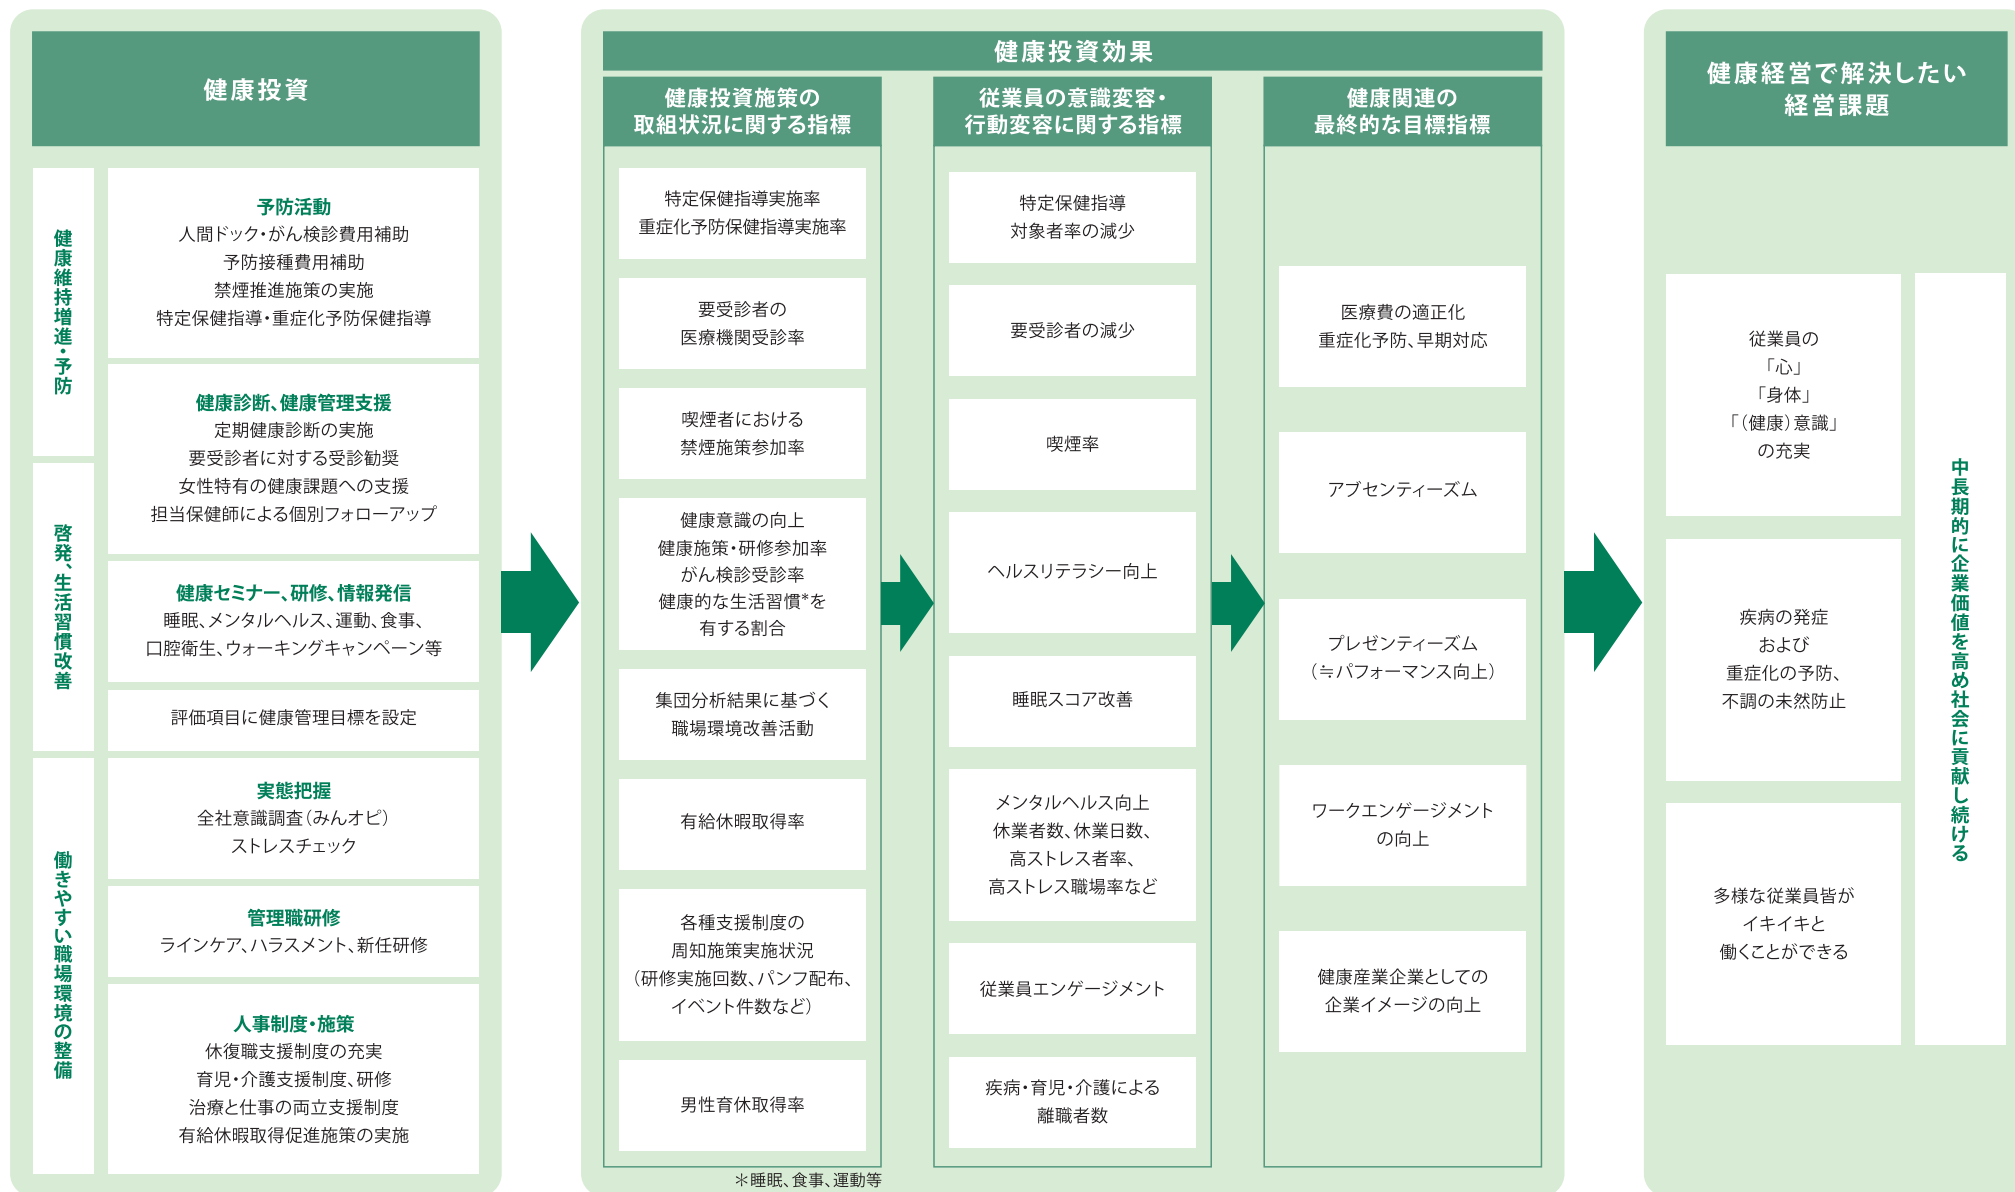 健康投資
健康維持増進・予防
予防活動
人間ドック・がん検診費用補助
予防接種費用補助
禁煙推進施策の実施
特定保健指導・重症化予防保健指導
健康診断、健康管理支援
定期健康診断の実施
要受診者に対する受診勧奨
女性特有の健康課題への支援
担当保健師による個別フォローアップ
啓発、生活習慣改善
健康セミナー、研修、情報発信
睡眠、メンタルヘルス、運動、食事、
口腔衛生、ウォーキングキャンペーン等
評価項目に健康管理目標を設定
働きやすい職場環境の整備
実態把握
全社意識調査（みんオピ）
ストレスチェック
管理職研修
ラインケア、ハラスメント、新任研修
人事制度・施策
休復職支援制度の充実
育児・介護支援制度、研修
治療と仕事の両立支援制度
有給休暇取得促進施策の実施
健康投資効果
健康投資施策の
取組状況に関する指標
特定保健指導実施率
重症化予防保健指導実施率
要受診者の
医療機関受診率
喫煙者における
禁煙施策参加率
健康意識の向上
健康施策・研修参加率
がん検診受診率
健康的な生活習慣*を
有する割合
集団分析結果に基づく
職場環境改善活動
有給休暇取得率
各種支援制度の
周知施策実施状況
（研修実施回数、パンフ配布、
イベント件数など）
男性育休取得率
＊睡眠、食事、運動等
従業員の意識変容・
行動変容に関する指標
特定保健指導
対象者率の減少
要受診者の減少
喫煙率
ヘルスリテラシー向上
睡眠スコア改善
メンタルヘルス向上
休業者数、休業日数、
高ストレス者率、
高ストレス職場率など
従業員エンゲージメント
疾病・育児・介護による
離職者数
健康関連の
最終的な目標指標
医療費の適正化
重症化予防、早期対応
アブセンティーズム
プレゼンティーズム
（≒パフォーマンス向上）
ワークエンゲージメント
の向上
健康産業企業としての
企業イメージの向上
健康経営で解決したい
経営課題
従業員の
「心」
「身体」
「（健康）意識」
の充実
疾病の発症
および
重症化の予防、
不調の未然防止
多様な従業員皆が
イキイキと
働くことができる
中長期的に企業価値を高め社会に貢献し続ける